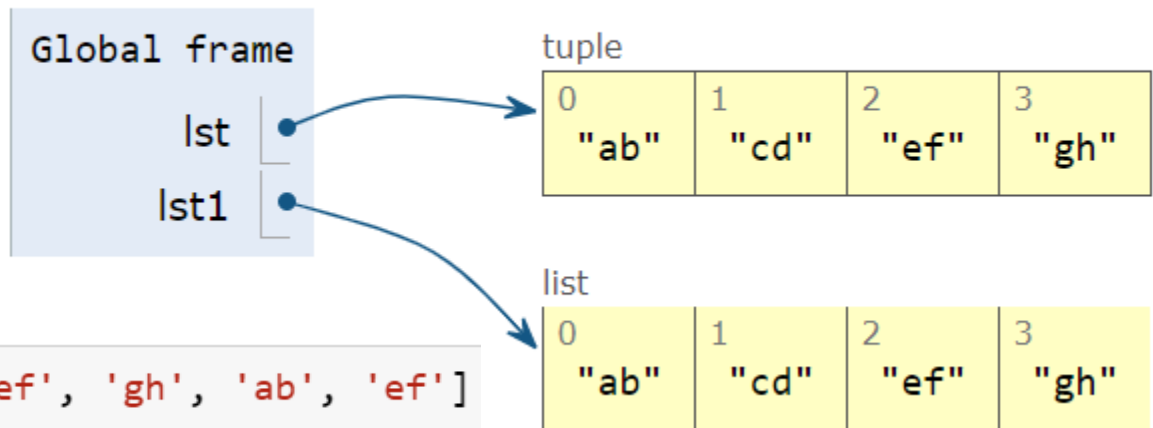 Global frame
lst
lst1
tuple
0 1 2 3
"ab" "cd" "ef" "gh"
list
0 1 2 3
"ab" "cd" "ef" "gh"
ef', 'gh', 'ab', 'ef']